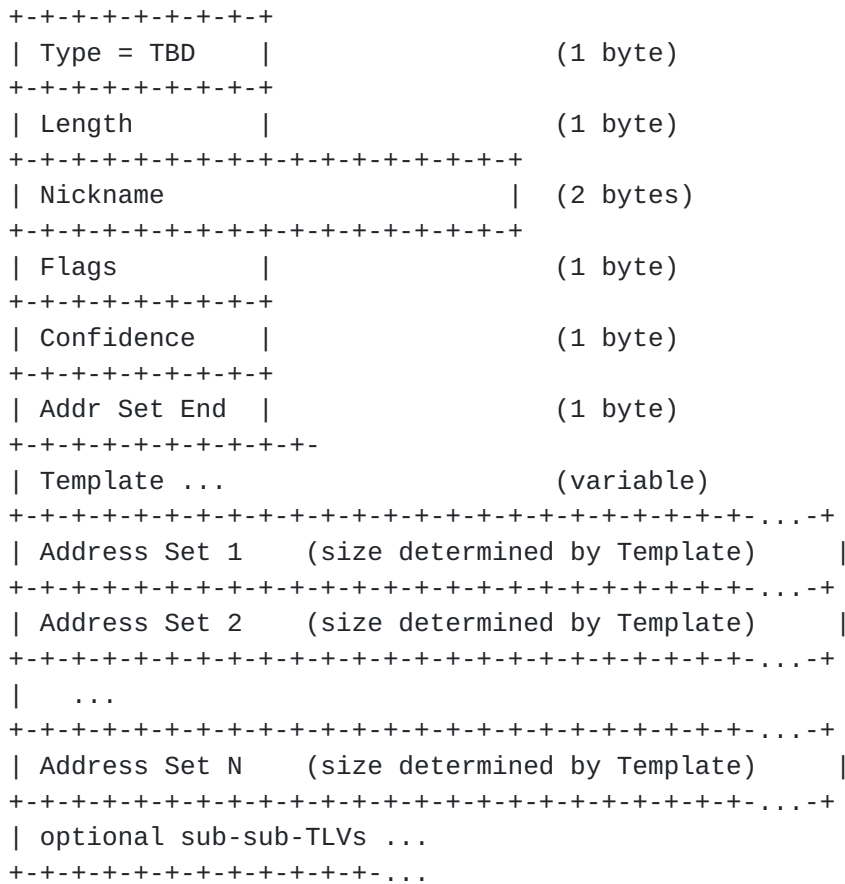 +-+-+-+-+-+-+-+-+
| Type = TBD    |                  (1 byte)
+-+-+-+-+-+-+-+-+
| Length        |                  (1 byte)
+-+-+-+-+-+-+-+-+-+-+-+-+-+-+-+-+
| Nickname                      |  (2 bytes)
+-+-+-+-+-+-+-+-+-+-+-+-+-+-+-+-+
| Flags         |                  (1 byte)
+-+-+-+-+-+-+-+-+
| Confidence    |                  (1 byte)
+-+-+-+-+-+-+-+-+
| Addr Set End  |                  (1 byte)
+-+-+-+-+-+-+-+-+-+-
| Template ...                     (variable)
+-+-+-+-+-+-+-+-+-+-+-+-+-+-+-+-+-+-+-+-+-+-+-+-...-+
| Address Set 1    (size determined by Template)     |
+-+-+-+-+-+-+-+-+-+-+-+-+-+-+-+-+-+-+-+-+-+-+-+-...-+
| Address Set 2    (size determined by Template)     |
+-+-+-+-+-+-+-+-+-+-+-+-+-+-+-+-+-+-+-+-+-+-+-+-...-+
|   ...
+-+-+-+-+-+-+-+-+-+-+-+-+-+-+-+-+-+-+-+-+-+-+-+-...-+
| Address Set N    (size determined by Template)     |
+-+-+-+-+-+-+-+-+-+-+-+-+-+-+-+-+-+-+-+-+-+-+-+-...-+
| optional sub-sub-TLVs ...
+-+-+-+-+-+-+-+-+-+-+-+-...